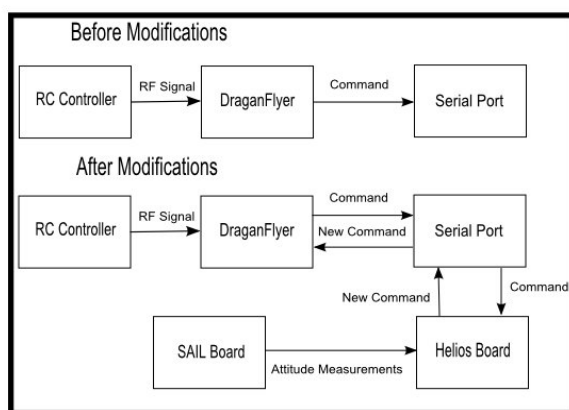 Before Modifications
RC Controller
RF Signal
DraganFlyer
Command
Serial Port
After Modifications
RC Controller
RF Signal
DraganFlyer
Command
New Command
Serial Port
New Command
Command
SAIL Board
Attitude Measurements
Helios Board